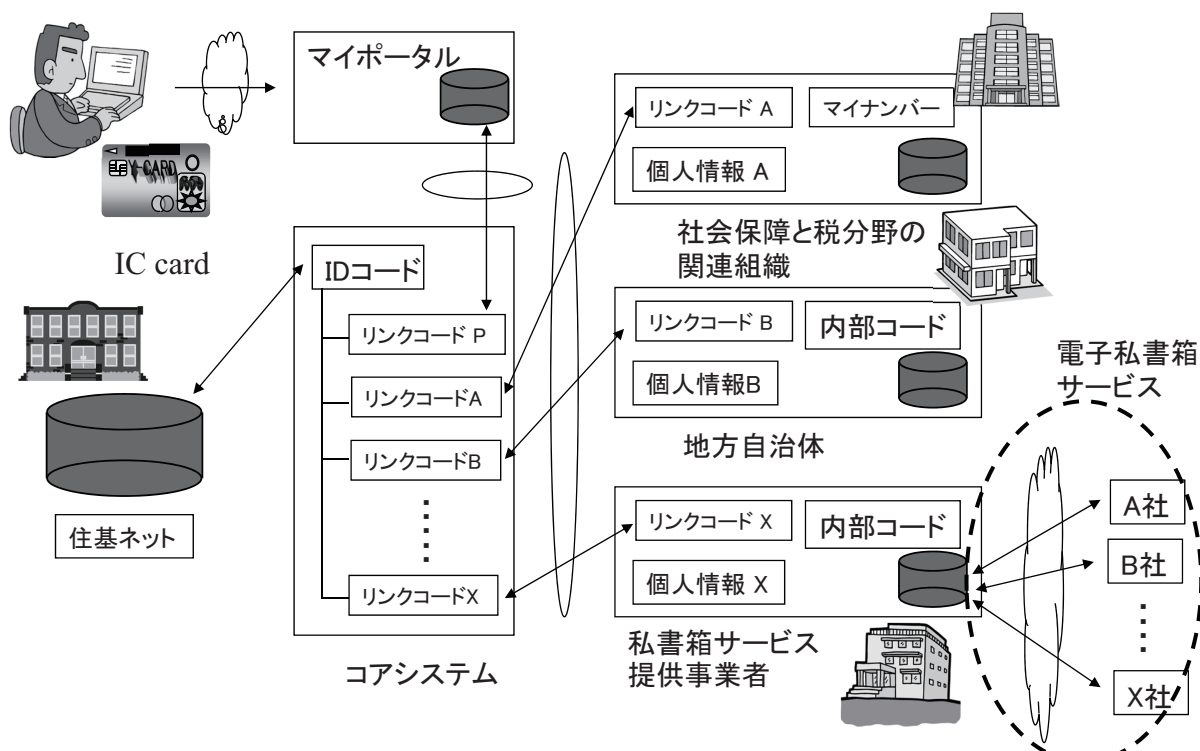 マイポータル
リンクコード A
マイナンバー
個人情報 A
社会保障と税分野の
関連組織
IC card
IDコード
リンクコード P
リンクコードA
リンクコードB
リンクコードX
コアシステム
住基ネット
リンクコード B
内部コード
個人情報B
地方自治体
リンクコード X
内部コード
個人情報 X
私書箱サービス
提供事業者
電子私書箱
サービス
A社
B社
X社